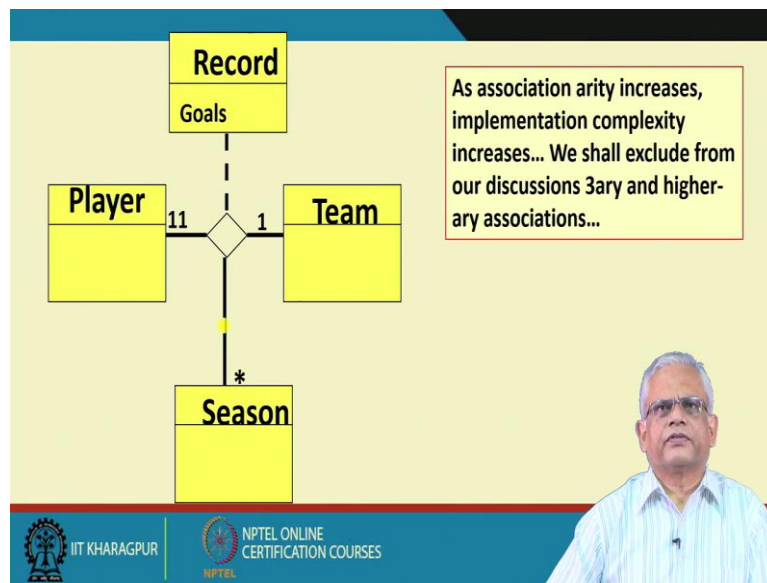 Record
Goals
Player
11
1
Team
*
Season
As association arity increases,
implementation complexity
increases... We shall exclude from
our discussions 3ary and higher-
ary associations...
IIT KHARAGPUR
NPTEL
NPTEL ONLINE
CERTIFICATION COURSES